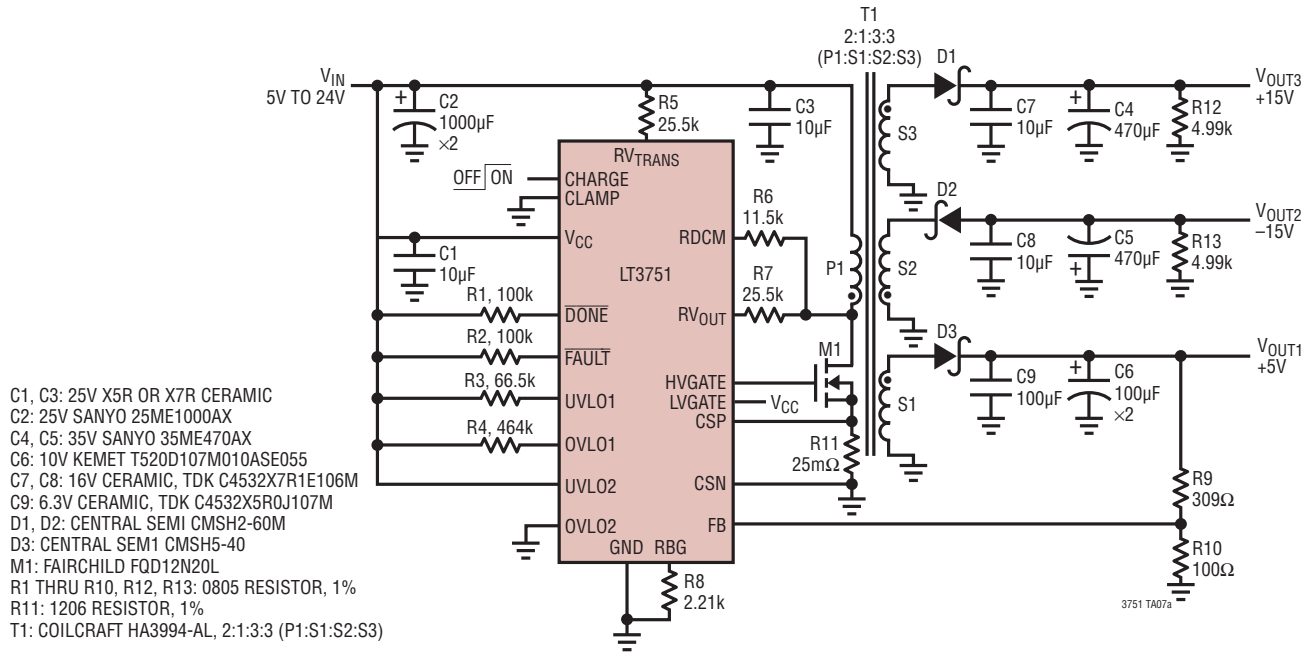 T1
2:1:3:3
(P1:S1:S2:S3)
D1
VIN
5V TO 24V
+
C2
1000µF
×2
R5
25.5k
C3
10µF
S3
C7
10µF
+
C4
470µF
R12
4.99k
VOUT3
+15V
OFF ON
RVTRANS
CHARGE
CLAMP
VCC
LT3751
DONE
FAULT
UVLO1
OVLO1
UVLO2
OVLO2
GND
RBG
RDCM
RVOUT
HVGATE
LVGATE
CSP
CSN
FB
C1
10µF
R1, 100k
R2, 100k
R3, 66.5k
R4, 464k
R6
11.5k
R7
25.5k
P1
M1
VCC
R11
25mΩ
R8
2.21k
D2
S2
C8
10µF
C5
470µF
+
R13
4.99k
VOUT2
–15V
D3
S1
C9
100µF
+
C6
100µF
×2
VOUT1
+5V
R9
309Ω
R10
100Ω
3751 TA07a
C1, C3: 25V X5R OR X7R CERAMIC
C2: 25V SANYO 25ME1000AX
C4, C5: 35V SANYO 35ME470AX
C6: 10V KEMET T520D107M010ASE055
C7, C8: 16V CERAMIC, TDK C4532X7R1E106M
C9: 6.3V CERAMIC, TDK C4532X5R0J107M
D1, D2: CENTRAL SEMI CMSH2-60M
D3: CENTRAL SEM1 CMSH5-40
M1: FAIRCHILD FQD12N20L
R1 THRU R10, R12, R13: 0805 RESISTOR, 1%
R11: 1206 RESISTOR, 1%
T1: COILCRAFT HA3994-AL, 2:1:3:3 (P1:S1:S2:S3)